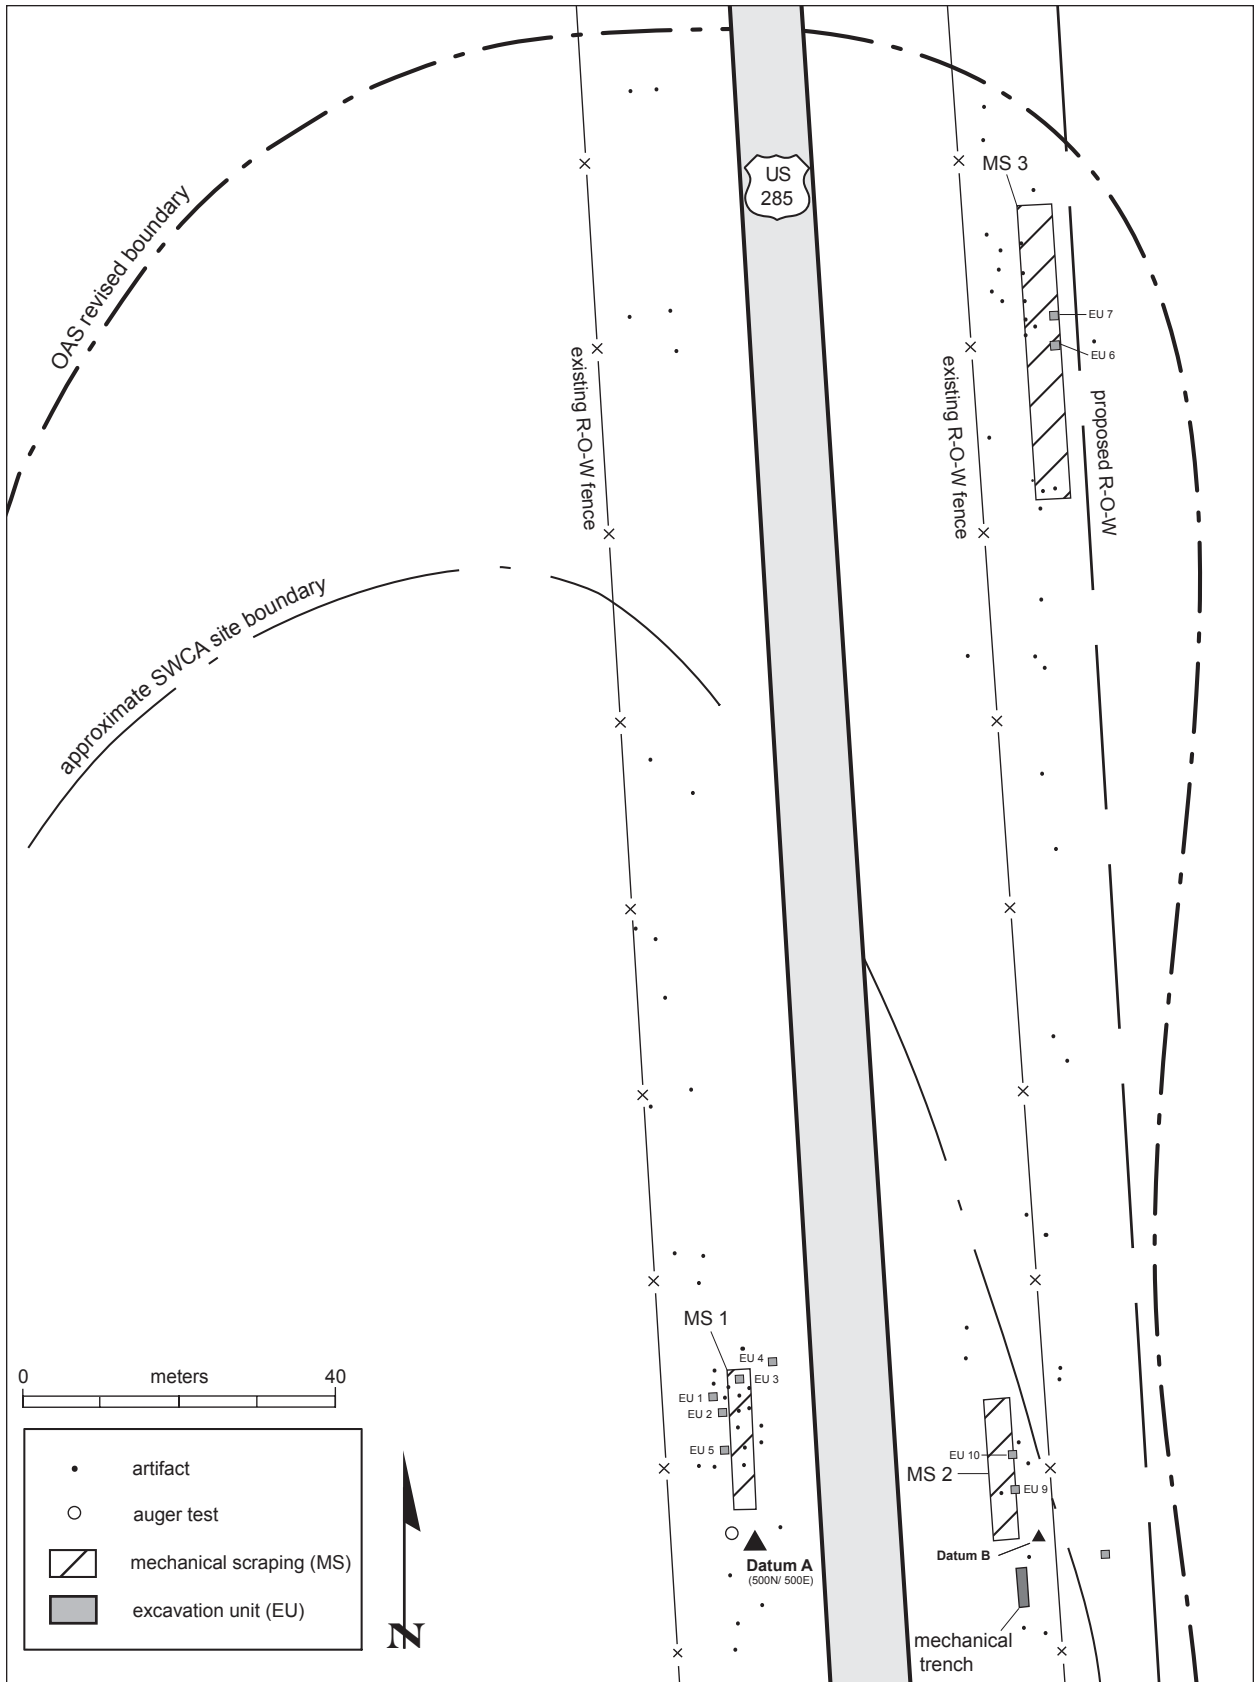 US
285
MS 3
OAS revised boundary
EU 7
EU 6
existing R-O-W fence
existing R-O-W fence
proposed R-O-W
approximate SWCA site boundary
MS 1
EU 4
EU 3
EU 1
EU 2
EU 5
0 meters 40
EU 10
MS 2
EU 9
artifact
auger test
mechanical scraping (MS)
excavation unit (EU)
N
Datum A
(500N/ 500E)
Datum B
mechanical
trench